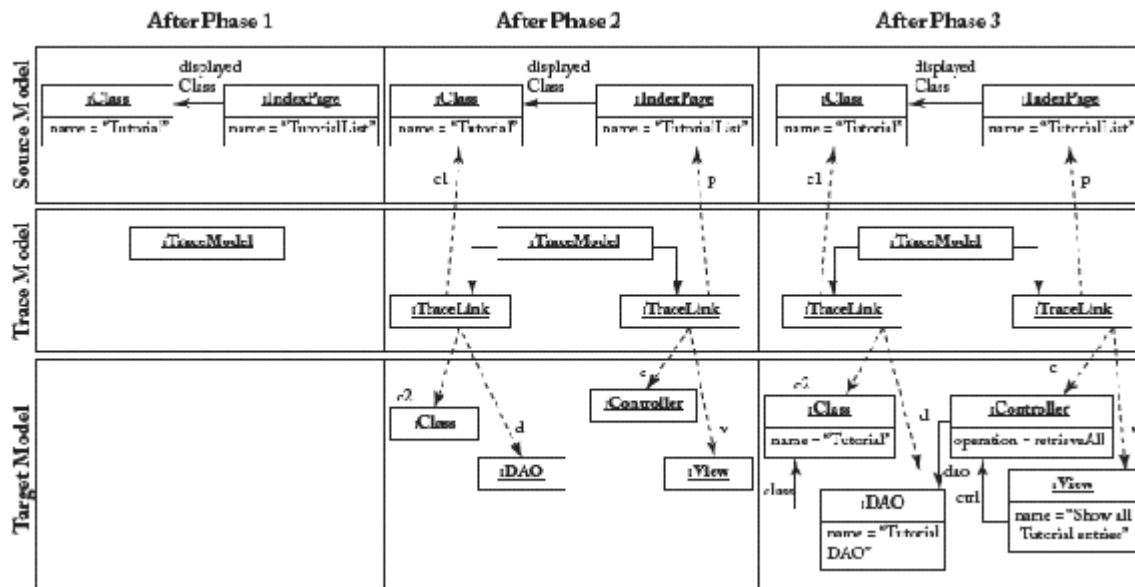 After Phase 1
After Phase 2
After Phase 3
Source Model
displayed
Class
:Class
name = "Tutorial"
:IndexPage
name = "TutorialList"
displayed
Class
:Class
name = "Tutorial"
:IndexPage
name = "TutorialList"
c1
p
displayed
Class
:Class
name = "Tutorial"
:IndexPage
name = "TutorialList"
c1
p
Trace Model
:TraceModel
:TraceModel
:TraceLink
:TraceLink
:TraceModel
:TraceLink
:TraceLink
Target Model
c2
:Class
d
:DAO
c
:Controller
v
:View
c2
:Class
name = "Tutorial"
class
d
:DAO
name = "Tutorial
DAO"
c
:Controller
operation = retrieveAll
dao
ctrl
v
:View
name = "Show all
Tutorial entries"